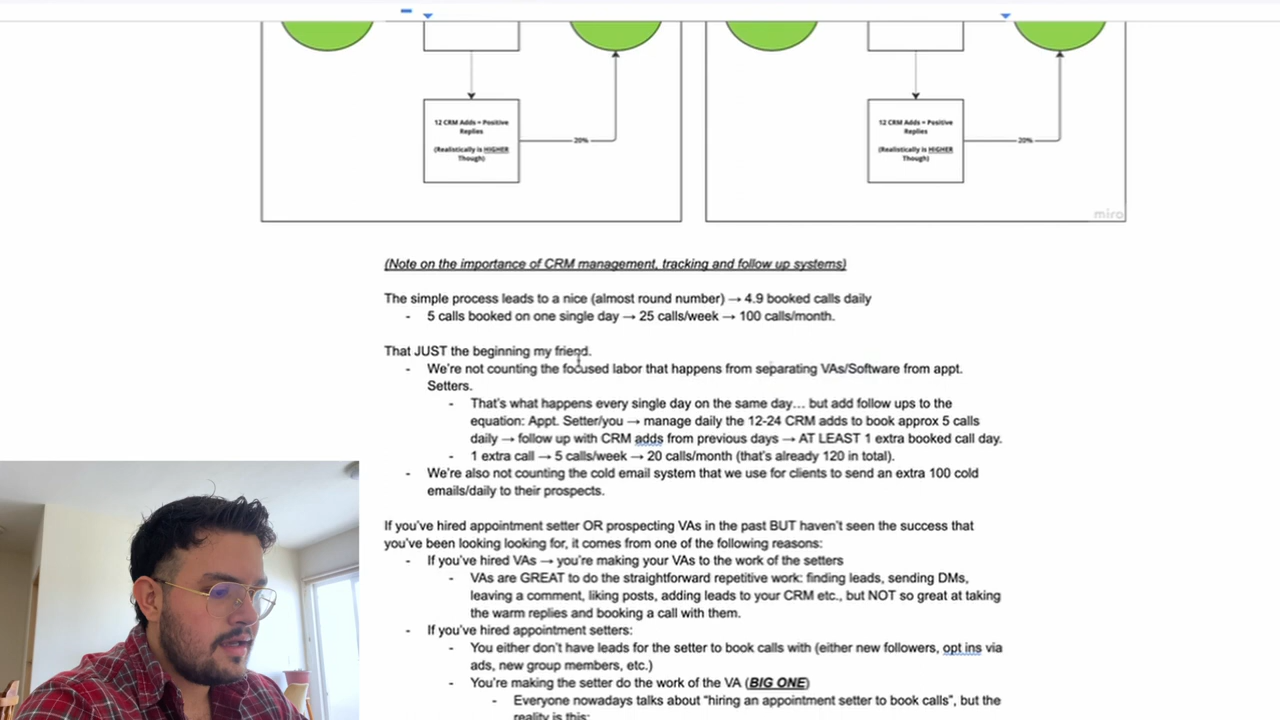 12 CRM Adds = Positive
Replies
(Realistically is HIGHER
Though)
20%
12 CRM Adds = Positive
Replies
(Realistically is HIGHER
Though)
20%
miro
(Note on the importance of CRM management, tracking and follow up systems)
The simple process leads to a nice (almost round number) → 4.9 booked calls daily
- 5 calls booked on one single day → 25 calls/week → 100 calls/month.
That JUST the beginning my friend.
- We're not counting the focused labor that happens from separating VAs/Software from appt.
Setters.
- That's what happens every single day on the same day… but add follow ups to the
equation: Appt. Setter/you → manage daily the 12-24 CRM adds to book approx 5 calls
daily → follow up with CRM adds from previous days → AT LEAST 1 extra booked call day.
- 1 extra call → 5 calls/week → 20 calls/month (that's already 120 in total).
- We're also not counting the cold email system that we use for clients to send an extra 100 cold
emails/daily to their prospects.
If you've hired appointment setter OR prospecting VAs in the past BUT haven't seen the success that
you've been looking looking for, it comes from one of the following reasons:
- If you've hired VAs → you're making your VAs to the work of the setters
- VAs are GREAT to do the straightforward repetitive work: finding leads, sending DMs,
leaving a comment, liking posts, adding leads to your CRM etc., but NOT so great at taking
the warm replies and booking a call with them.
- If you've hired appointment setters:
- You either don't have leads for the setter to book calls with (either new followers, opt ins via
ads, new group members, etc.)
- You're making the setter do the work of the VA (BIG ONE)
- Everyone nowadays talks about "hiring an appointment setter to book calls", but the
reality is this: